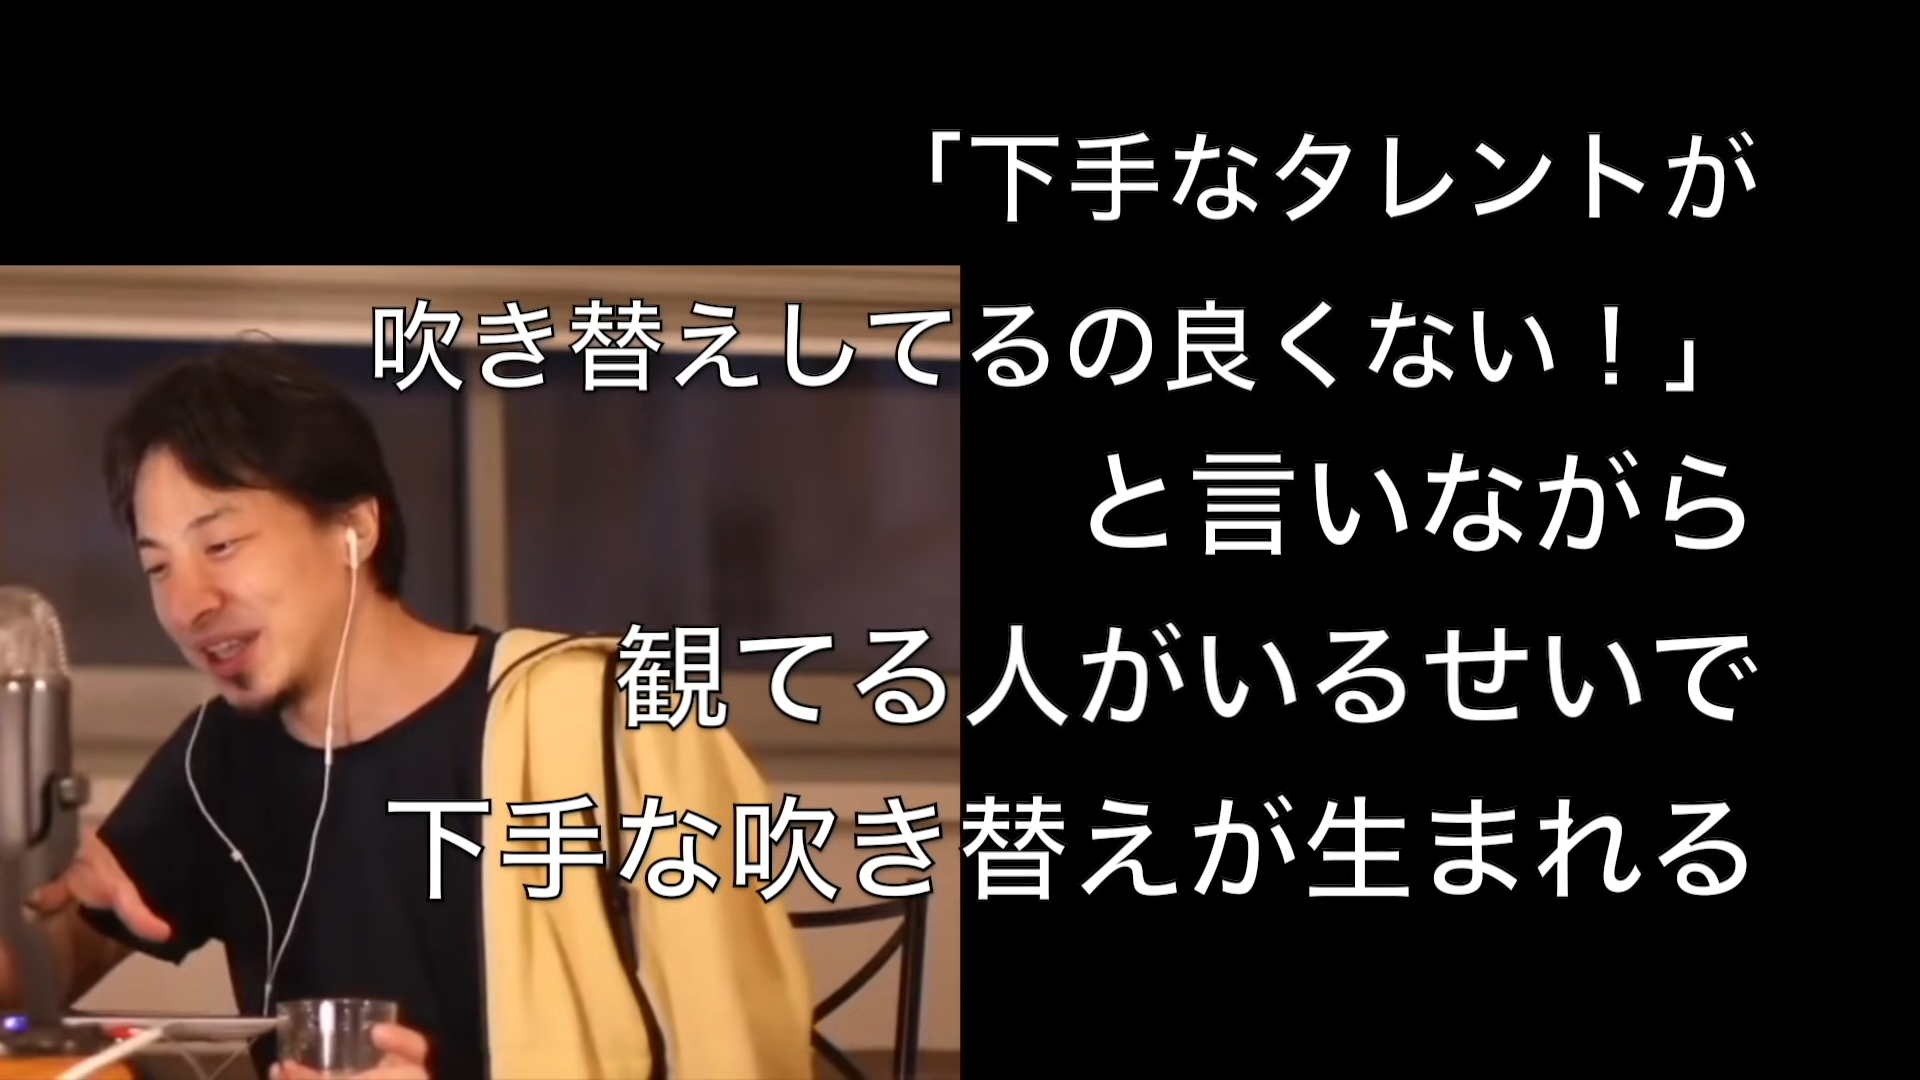 「下手なタレントが
吹き替えしてるの良くない！」
と言いながら
観てる人がいるせいで
下手な吹き替えが生まれる